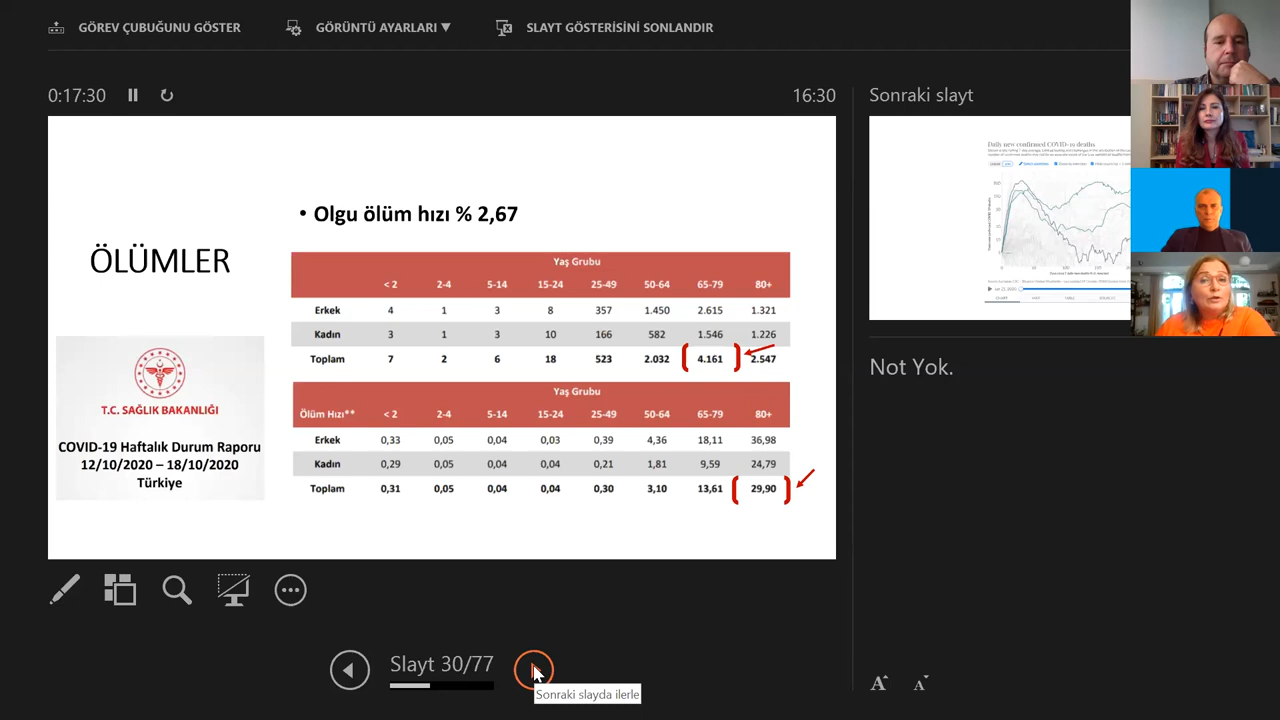 GÖREV ÇUBUĞUNU GÖSTER
GÖRÜNTÜ AYARLARI ▼
SLAYT GÖSTERİSİNİ SONLANDIR
0:17:30
16:30
Sonraki slayt
• Olgu ölüm hızı % 2,67
ÖLÜMLER
Yaş Grubu
< 2 2-4 5-14 15-24 25-49 50-64 65-79 80+
Erkek 4 1 3 8 357 1.450 2.615 1.321
Kadın 3 1 3 10 166 582 1.546 1.226
Toplam 7 2 6 18 523 2.032 4.161 2.547
Yaş Grubu
Ölüm Hızı** < 2 2-4 5-14 15-24 25-49 50-64 65-79 80+
Erkek 0,33 0,05 0,04 0,03 0,39 4,36 18,11 36,98
Kadın 0,29 0,05 0,04 0,04 0,21 1,81 9,59 24,79
Toplam 0,31 0,05 0,04 0,04 0,30 3,10 13,61 29,90
T.C. SAĞLIK BAKANLIĞI
COVID-19 Haftalık Durum Raporu
12/10/2020 – 18/10/2020
Türkiye
Daily new confirmed COVID-19 deaths
Not Yok.
Slayt 30/77
Sonraki slayda ilerle
A A